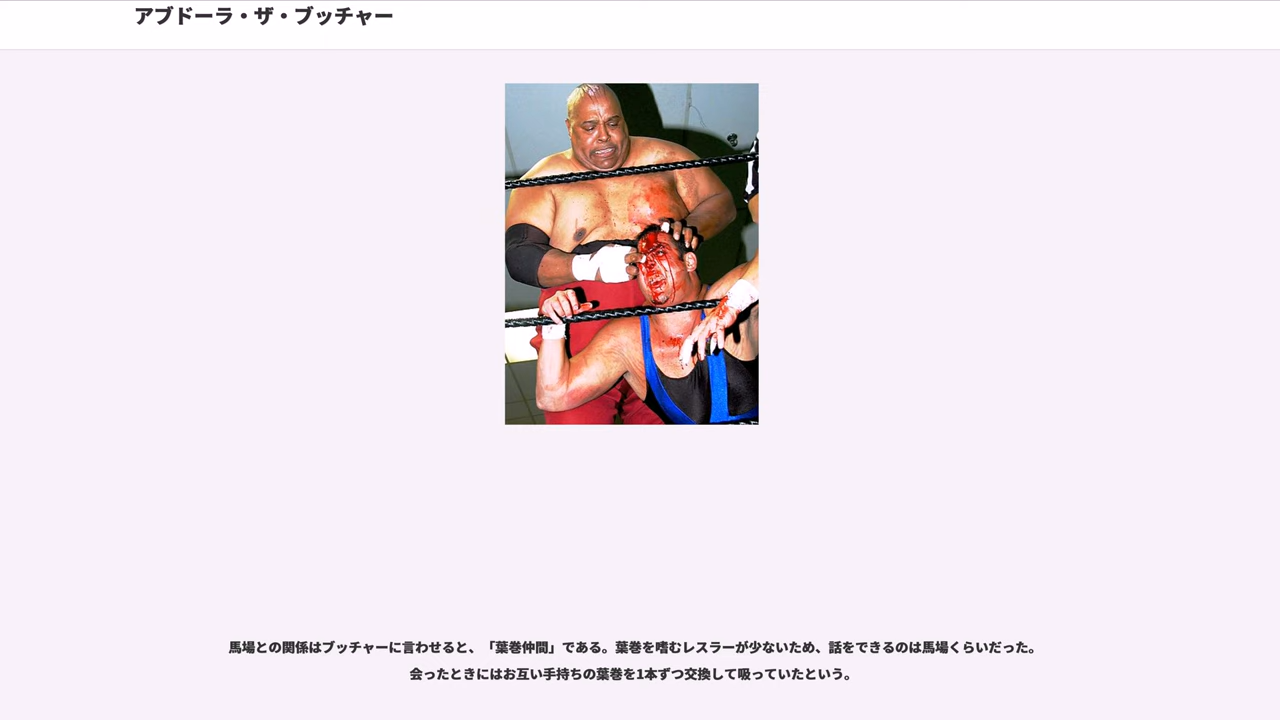 アブドーラ・ザ・ブッチャー
馬場との関係はブッチャーに言わせると、「葉巻仲間」である。葉巻を嗜むレスラーが少ないため、話をできるのは馬場くらいだった。
会ったときにはお互い手持ちの葉巻を1本ずつ交換して吸っていたという。